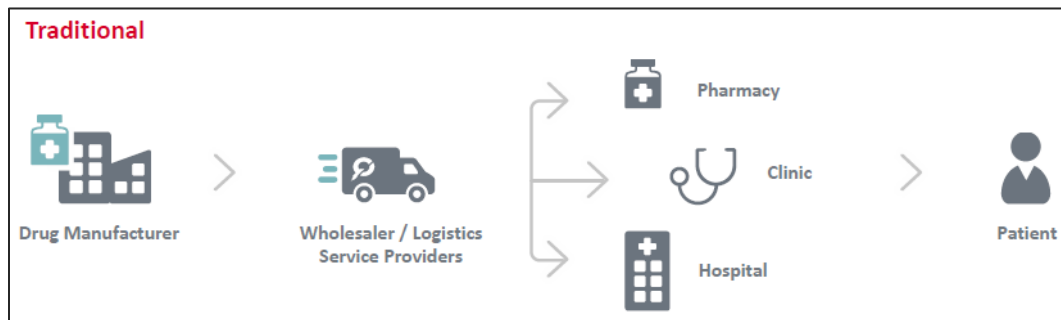 Traditional
Pharmacy
Clinic
Drug Manufacturer
Wholesaler / Logistics
Service Providers
Patient
Hospital